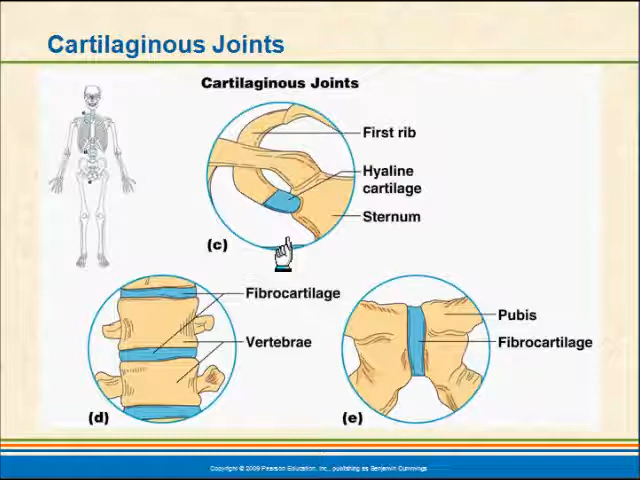 Cartilaginous Joints
Cartilaginous Joints
First rib
Hyaline
cartilage
Sternum
(c)
Fibrocartilage
Vertebrae
(d)
Pubis
Fibrocartilage
(e)
Copyright © 2009 Pearson Education, Inc., publishing as Benjamin Cummings